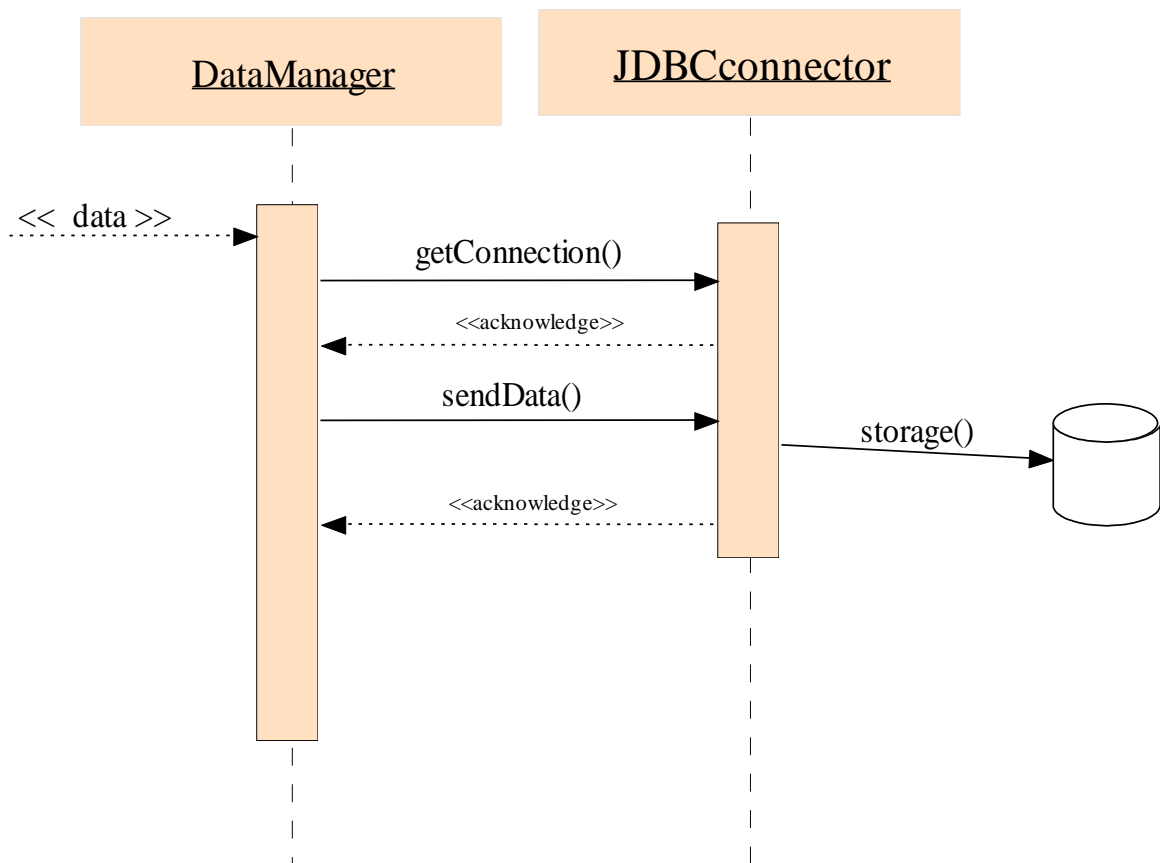 DataManager
JDBCconnector
<< data >>
getConnection()
<<acknowledge>>
sendData()
storage()
<<acknowledge>>